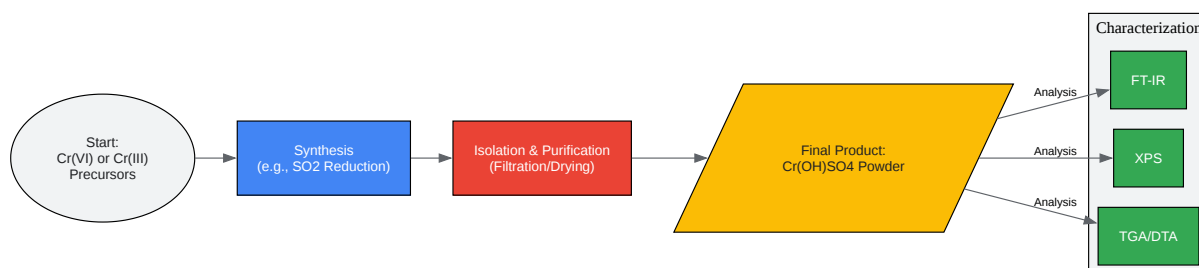 Start:
Cr(VI) or Cr(III)
Precursors
Synthesis
(e.g., SO2 Reduction)
Isolation & Purification
(Filtration/Drying)
Final Product:
Cr(OH)SO4 Powder
Analysis
Analysis
Analysis
Characterization
FT-IR
XPS
TGA/DTA